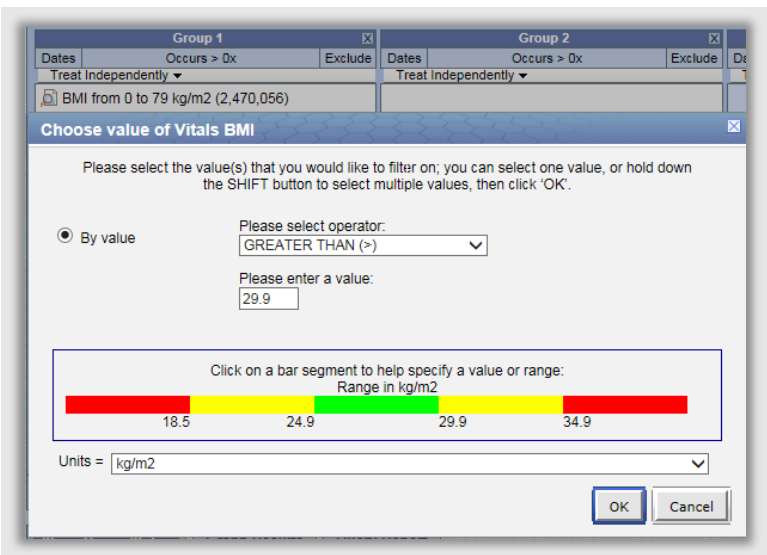 Group 1
Group 2
Dates Occurs > 0x Exclude Dates Occurs > 0x Exclude
Treat Independently Treat Independently
BMI from 0 to 79 kg/m2 (2,470,056)
Choose value of Vitals BMI
Please select the value(s) that you would like to filter on; you can select one value, or hold down
the SHIFT button to select multiple values, then click 'OK'.
By value
Please select operator:
GREATER THAN (>)
Please enter a value:
29.9
Click on a bar segment to help specify a value or range:
Range in kg/m2
18.5 24.9 29.9 34.9
Units = kg/m2
OK Cancel